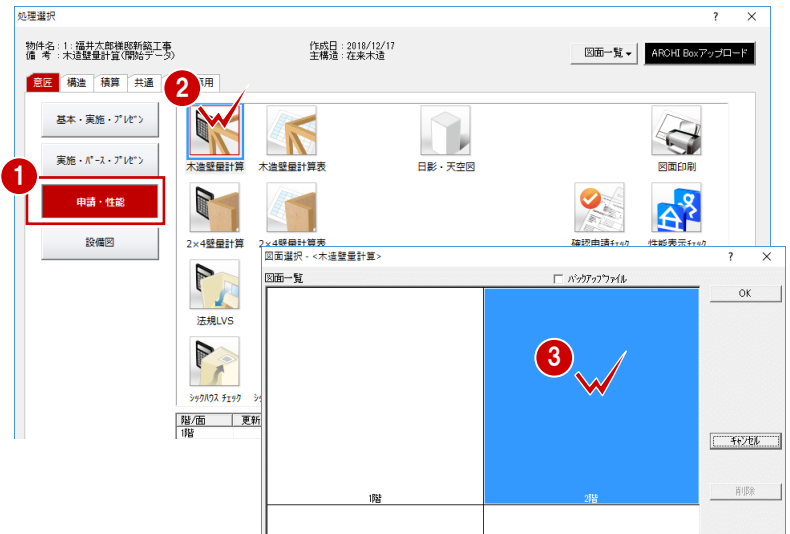 処理選択
? ×
物件名：1：福井太郎様邸新築工事
備 考：木造壁量計算(開始データ)
作成日：2018/12/17
主構造：在来木造
図面一覧
ARCHI Boxアップロード
意匠 構造 積算 共通 用
2
基本・実施・プレゼン
実施・パース・プレゼン
1
申請・性能
設備図
木造壁量計算 木造壁量計算表 日影・天空図 図面印刷
2×4壁量計算 2×4壁量計算表 確認申請チェック 性能表示チェック
法規LVS
シックハウス チェック
階/面 更新
1階
図面選択 - <木造壁量計算>
? ×
図面一覧
バックアップファイル
OK
3
キャンセル
削除
1階 2階